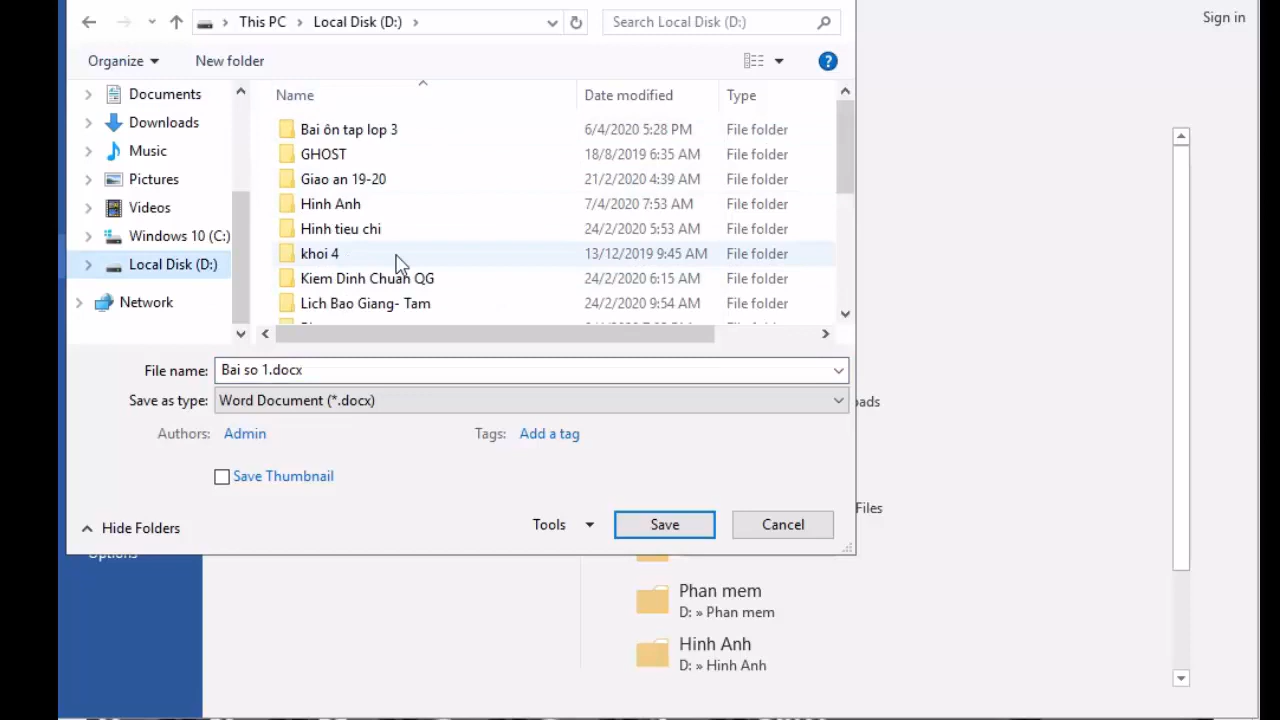 This PC > Local Disk (D:) >
Search Local Disk (D:)
Sign in
Organize
New folder
Name
Date modified
Type
Documents
Downloads
Music
Pictures
Videos
Windows 10 (C:)
Local Disk (D:)
Network
Bai ôn tap lop 3 6/4/2020 5:28 PM File folder
GHOST 18/8/2019 6:35 AM File folder
Giao an 19-20 21/2/2020 4:39 AM File folder
Hinh Anh 7/4/2020 7:53 AM File folder
Hinh tieu chi 24/2/2020 5:53 AM File folder
khoi 4 13/12/2019 9:45 AM File folder
Kiem Dinh Chuan QG 24/2/2020 6:15 AM File folder
Lich Bao Giang- Tam 24/2/2020 9:54 AM File folder
File name: Bai so 1.docx
Save as type: Word Document (*.docx)
Authors: Admin
Tags: Add a tag
Save Thumbnail
Hide Folders
Tools
Save
Cancel
oads
Files
Options
Phan mem
D: » Phan mem
Hinh Anh
D: » Hinh Anh